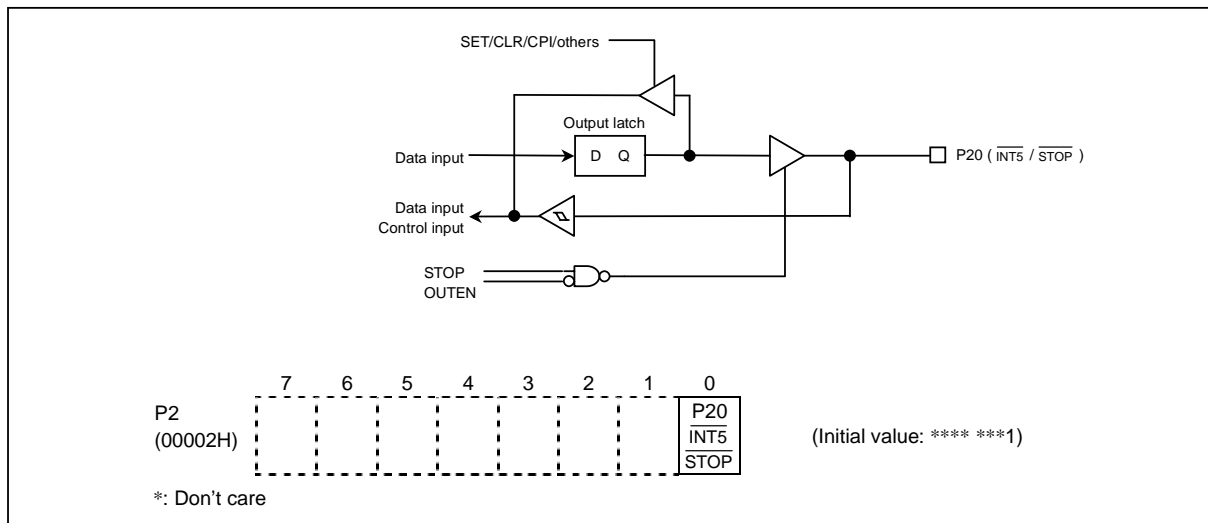 SET/CLR/CPI/others
Output latch
Data input
D Q
P20 ( INT5 / STOP )
Data input
Control input
STOP
OUTEN
7 6 5 4 3 2 1 0
P2
(00002H)
P20
INT5
STOP
(Initial value: **** ***1)
*: Don't care